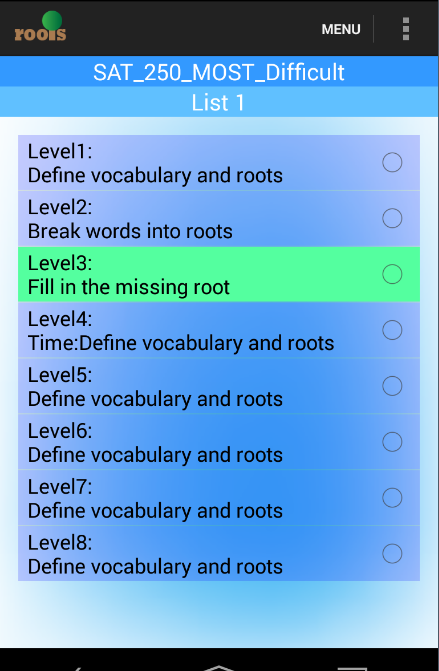 roots
MENU
SAT_250_MOST_Difficult
List 1
Level1:
Define vocabulary and roots
Level2:
Break words into roots
Level3:
Fill in the missing root
Level4:
Time:Define vocabulary and roots
Level5:
Define vocabulary and roots
Level6:
Define vocabulary and roots
Level7:
Define vocabulary and roots
Level8:
Define vocabulary and roots